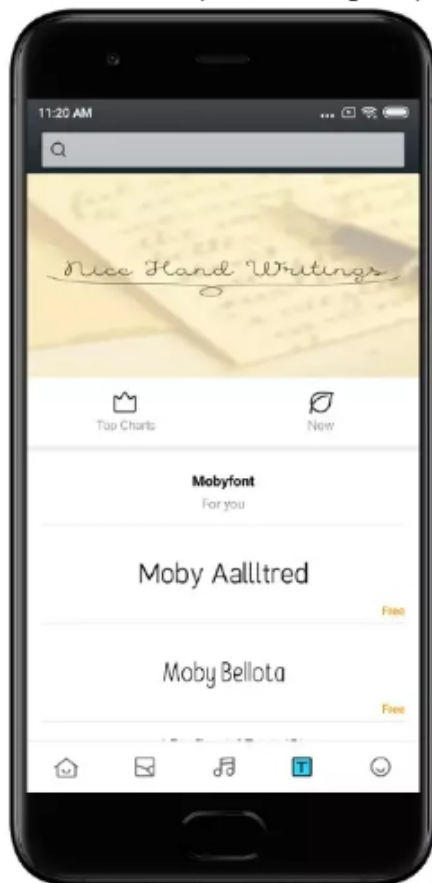 11:20 AM
Nice Hand Writings
Top Charts
New
Mobyfont
For you
Moby Aallltred
Free
Moby Bellota
Free
T